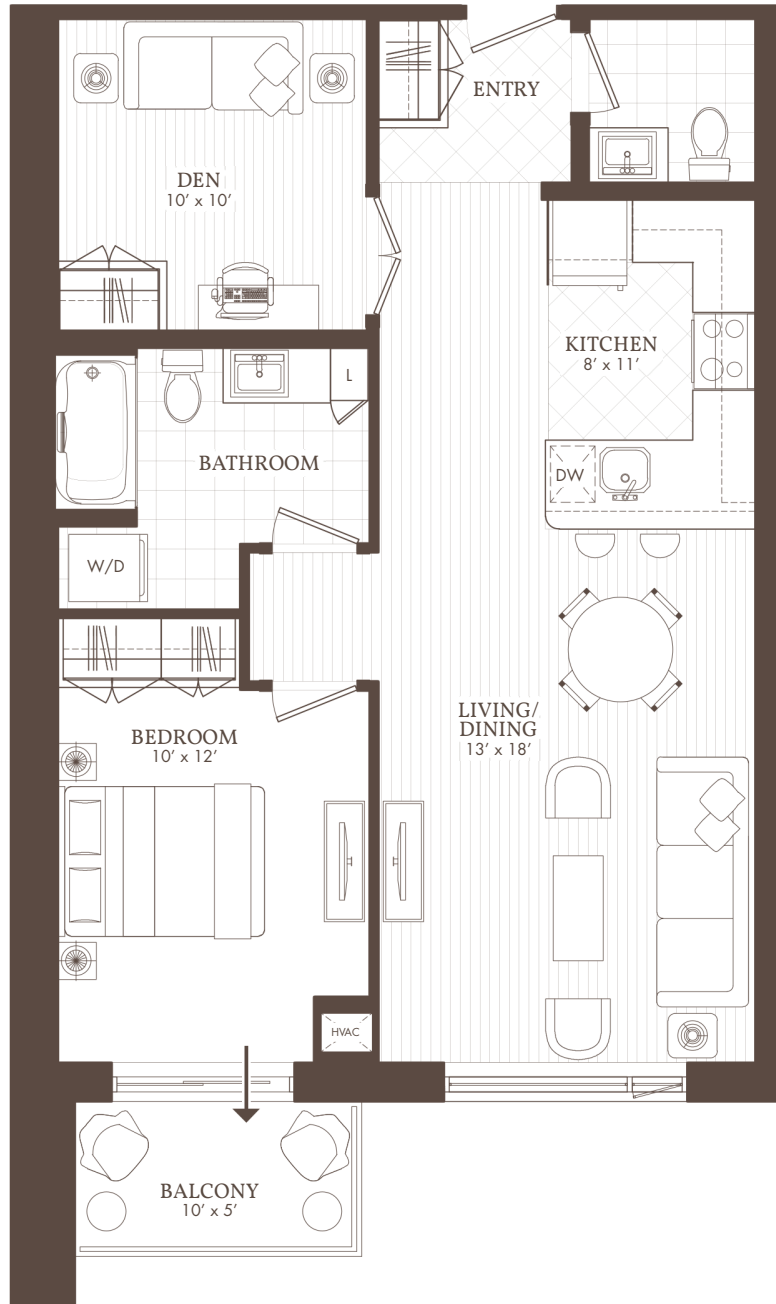 ENTRY
DEN
10’ x 10’
KITCHEN
8’ x 11’
L
BATHROOM
DW
W/D
LIVING/
DINING
13’ x 18’
BEDROOM
10’ x 12’
HVAC
BALCONY
10’ x 5’